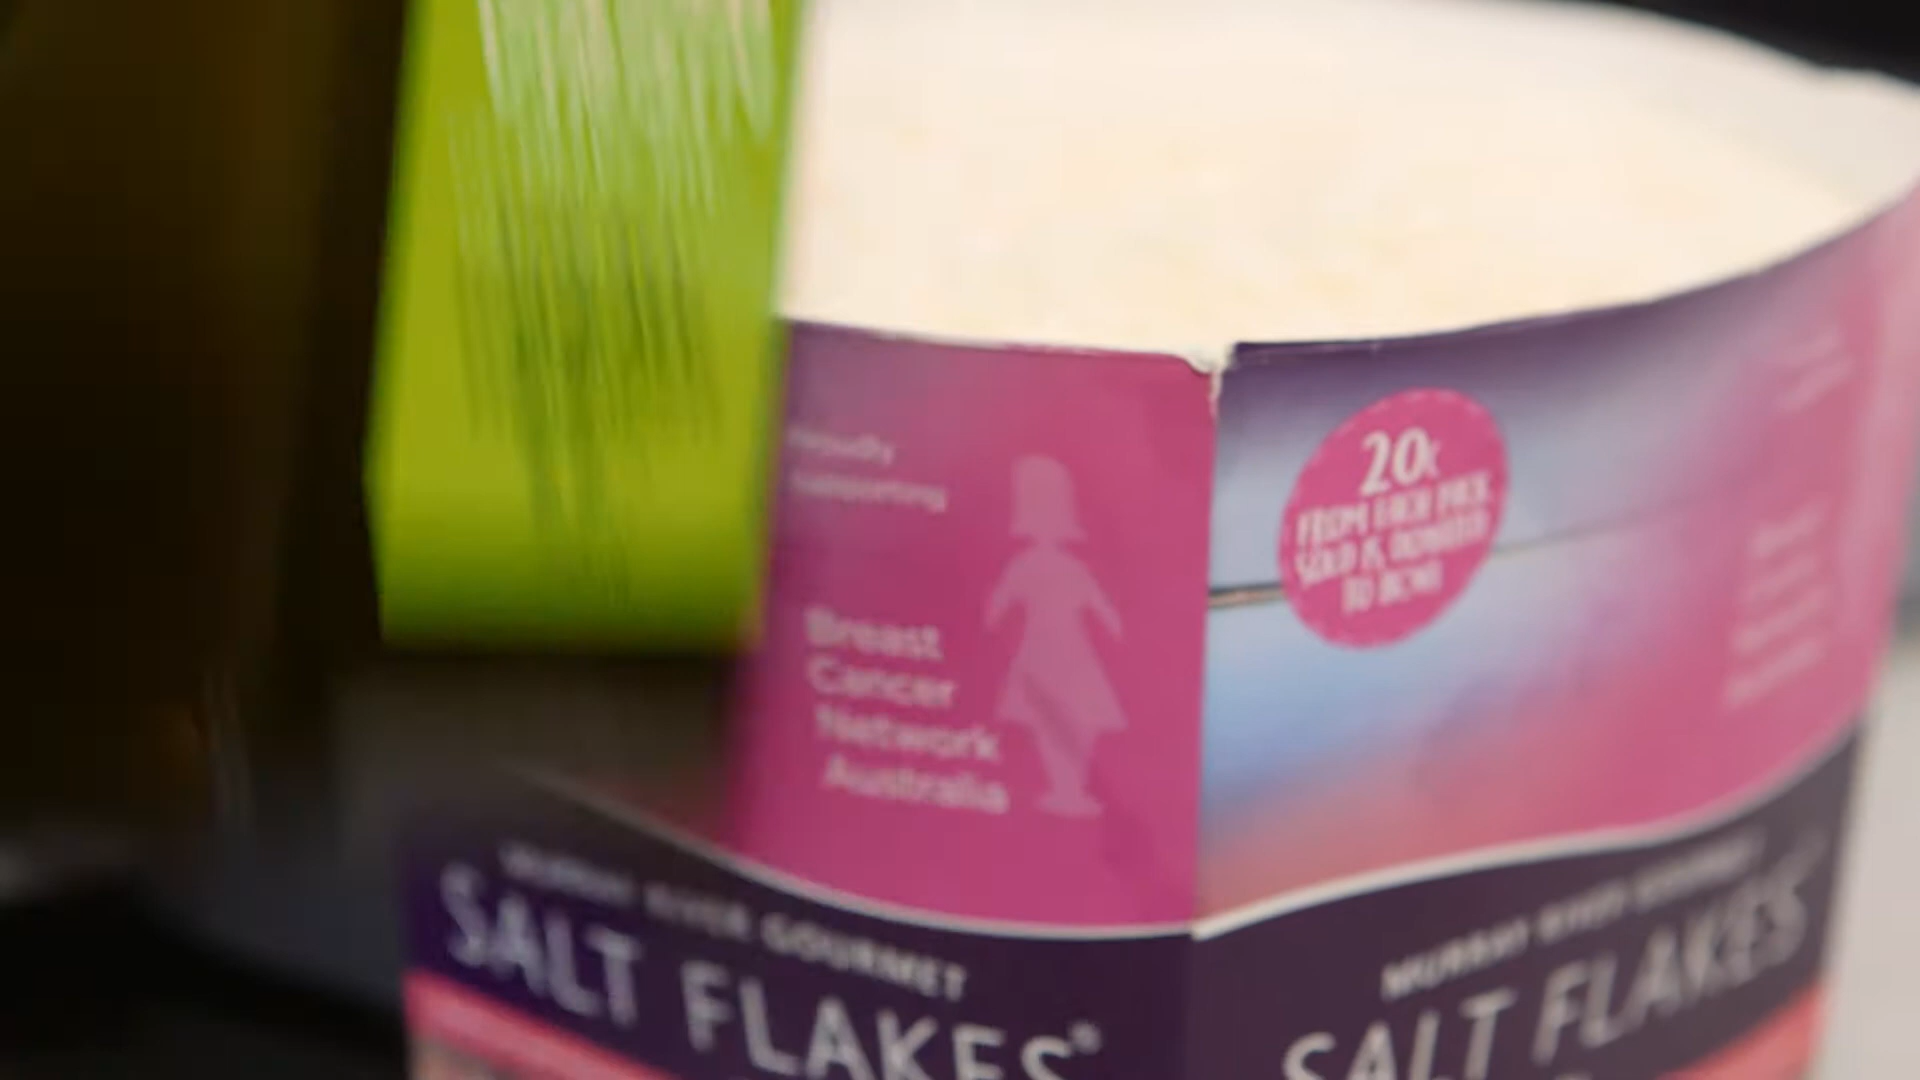 Proudly
supporting
Breast
Cancer
Network
Australia
20c
FROM EACH PACK
SOLD IS DONATED
TO BCNA
MURRAY RIVER GOURMET
SALT FLAKES
MURRAY RIVER GOURMET
SALT FLAKES